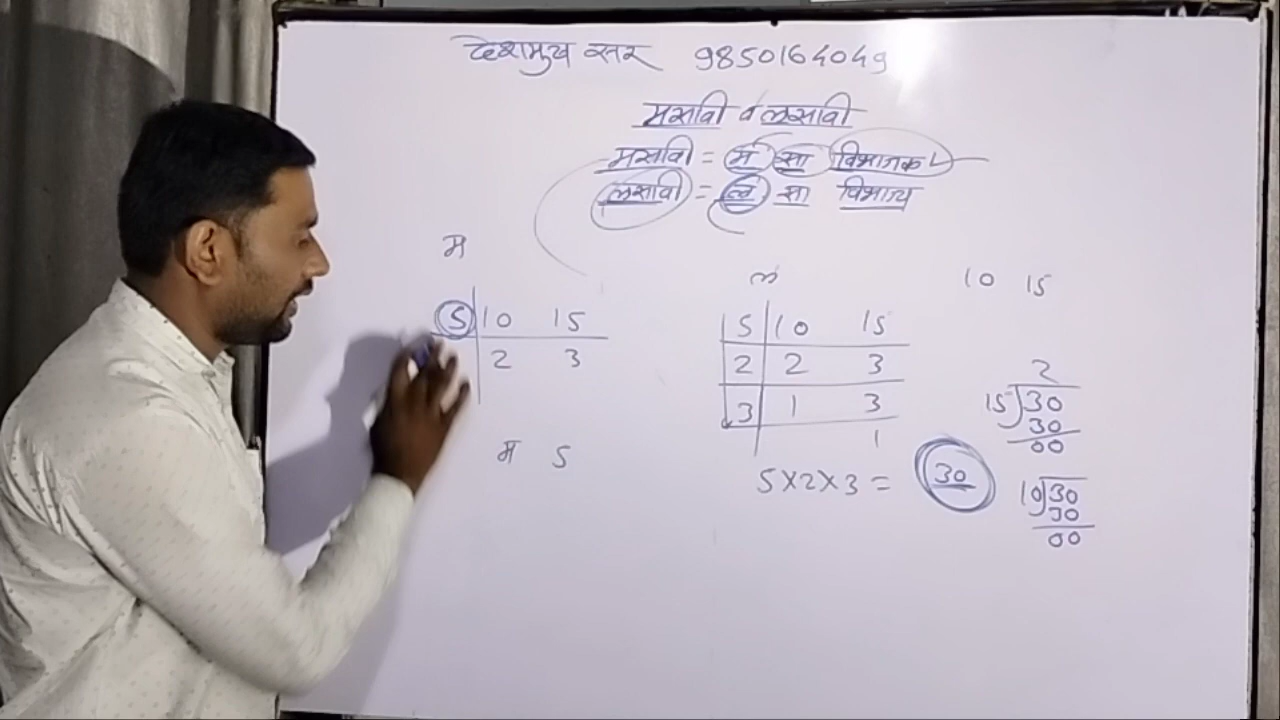 देशमुख सर 9850164049
मसावी व लसावी
मसावी = म सा विभाजक
लसावी = ल सा विभाज्य
म
5 10 15
2 3
म 5
ल
5 10 15
2 2 3
3 1 3
1
5×2×3 = 30
10 15
2
15)30
30
00
10)30
30
00